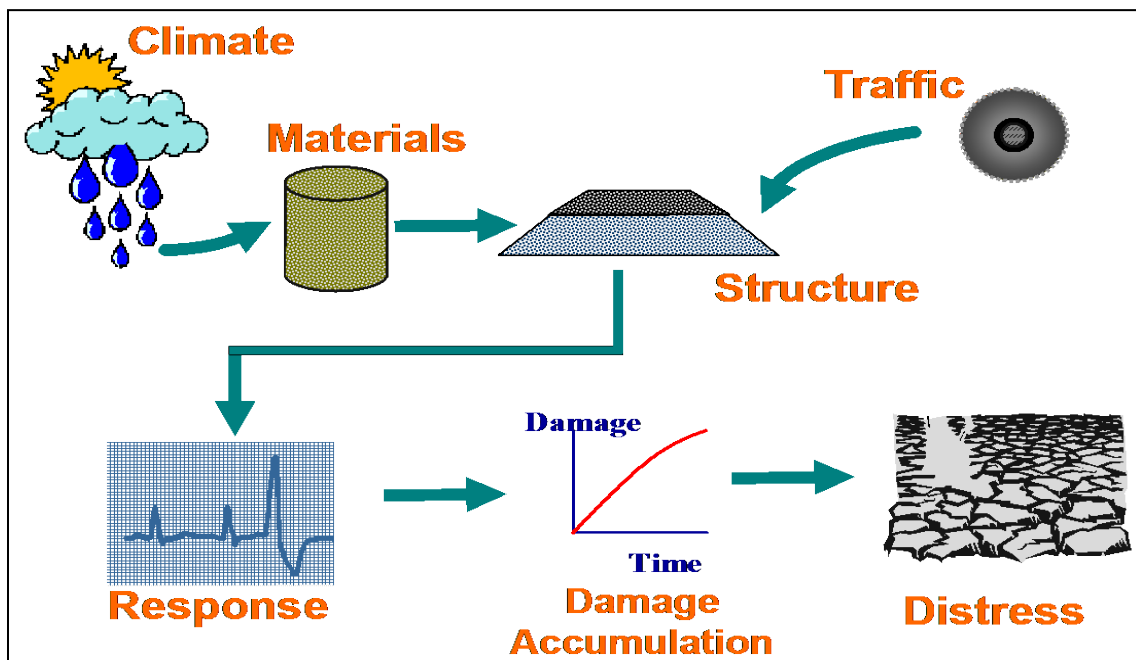 Climate
Traffic
Materials
Structure
Damage
Time
Response
Damage
Accumulation
Distress